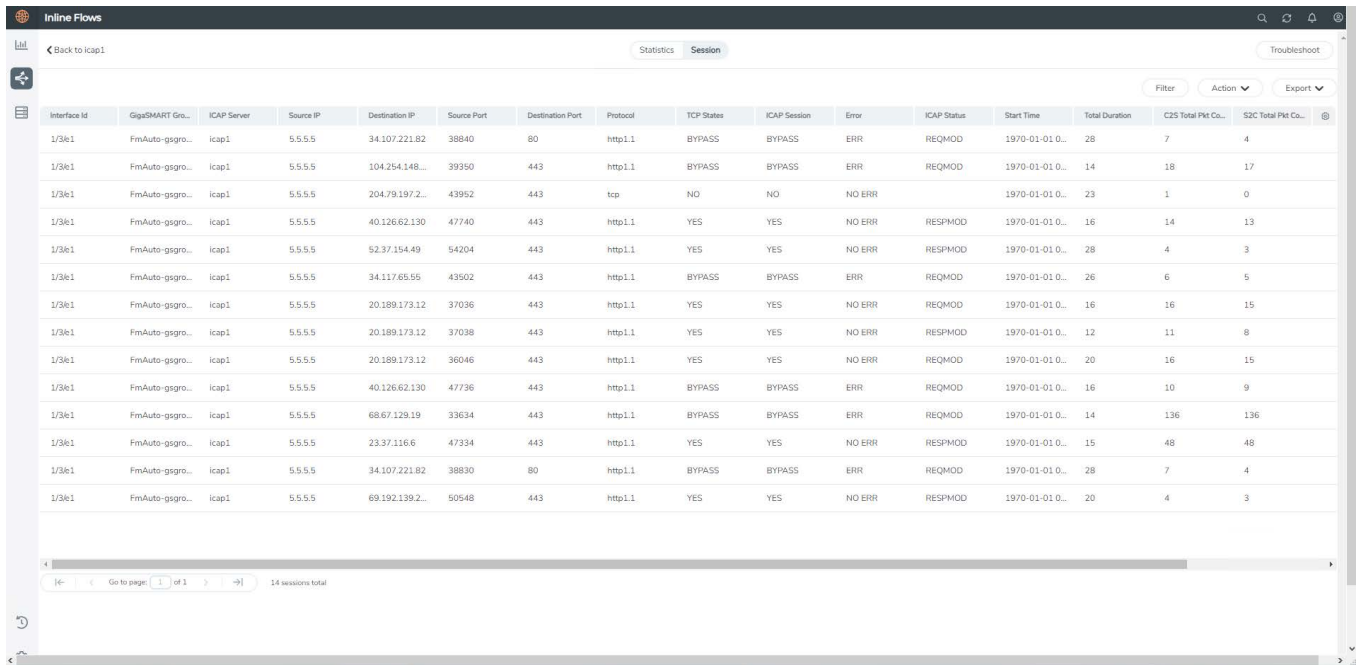 Inline Flows
Back to icap1 Statistics Session Troubleshoot
Filter Action Export
Interface Id GigaSMART Gro... ICAP Server Source IP Destination IP Source Port Destination Port Protocol TCP States ICAP Session Error ICAP Status Start Time Total Duration C2S Total Pkt Co... S2C Total Pkt Co...
1/3/e1 FmAuto-gsgro... icap1 5.5.5.5 34.107.221.82 38840 80 http1.1 BYPASS BYPASS ERR REQMOD 1970-01-01 0... 28 7 4
1/3/e1 FmAuto-gsgro... icap1 5.5.5.5 104.254.148.... 39350 443 http1.1 BYPASS BYPASS ERR REQMOD 1970-01-01 0... 14 18 17
1/3/e1 FmAuto-gsgro... icap1 5.5.5.5 204.79.197.2... 43952 443 tcp NO NO NO ERR 1970-01-01 0... 23 1 0
1/3/e1 FmAuto-gsgro... icap1 5.5.5.5 40.126.62.130 47740 443 http1.1 YES YES NO ERR RESPMOD 1970-01-01 0... 16 14 13
1/3/e1 FmAuto-gsgro... icap1 5.5.5.5 52.37.154.49 54204 443 http1.1 YES YES NO ERR RESPMOD 1970-01-01 0... 28 4 3
1/3/e1 FmAuto-gsgro... icap1 5.5.5.5 34.117.65.55 43502 443 http1.1 BYPASS BYPASS ERR REQMOD 1970-01-01 0... 26 6 5
1/3/e1 FmAuto-gsgro... icap1 5.5.5.5 20.189.173.12 37036 443 http1.1 YES YES NO ERR REQMOD 1970-01-01 0... 16 16 15
1/3/e1 FmAuto-gsgro... icap1 5.5.5.5 20.189.173.12 37038 443 http1.1 YES YES NO ERR RESPMOD 1970-01-01 0... 12 11 8
1/3/e1 FmAuto-gsgro... icap1 5.5.5.5 20.189.173.12 36046 443 http1.1 YES YES NO ERR REQMOD 1970-01-01 0... 20 16 15
1/3/e1 FmAuto-gsgro... icap1 5.5.5.5 40.126.62.130 47736 443 http1.1 BYPASS BYPASS ERR REQMOD 1970-01-01 0... 16 10 9
1/3/e1 FmAuto-gsgro... icap1 5.5.5.5 68.67.129.19 33634 443 http1.1 BYPASS BYPASS ERR REQMOD 1970-01-01 0... 14 136 136
1/3/e1 FmAuto-gsgro... icap1 5.5.5.5 23.37.116.6 47334 443 http1.1 YES YES NO ERR RESPMOD 1970-01-01 0... 15 48 48
1/3/e1 FmAuto-gsgro... icap1 5.5.5.5 34.107.221.82 38830 80 http1.1 BYPASS BYPASS ERR REQMOD 1970-01-01 0... 28 7 4
1/3/e1 FmAuto-gsgro... icap1 5.5.5.5 69.192.139.2... 50548 443 http1.1 YES YES NO ERR RESPMOD 1970-01-01 0... 20 4 3
Go to page: 1 of 1 14 sessions total